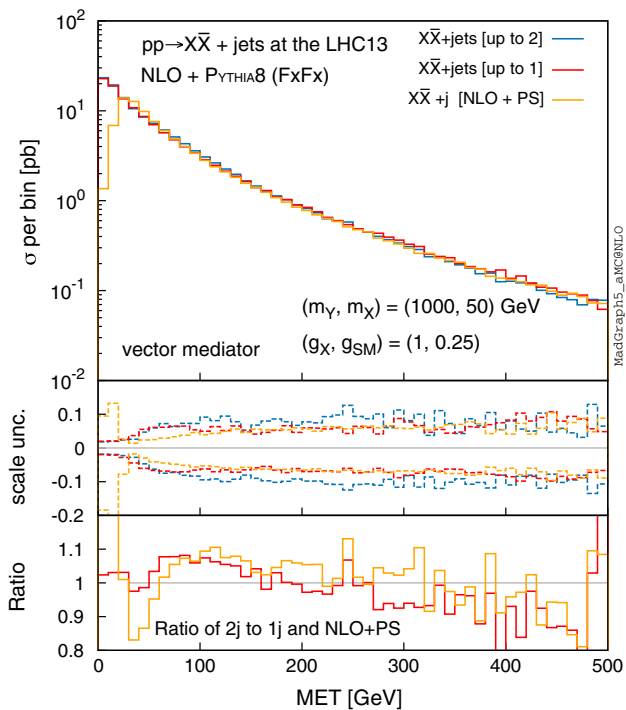 pp→XX̅ + jets at the LHC13
NLO + PYTHIA8 (FxFx)
XX̅+jets [up to 2]
XX̅+jets [up to 1]
XX̅ +j [NLO + PS]
10²
10¹
10⁰
10⁻¹
10⁻²
σ per bin [pb]
(m_Y, m_X) = (1000, 50) GeV
(g_X, g_SM) = (1, 0.25)
vector mediator
MadGraph5_aMC@NLO
0.1
0
-0.1
-0.2
scale unc.
1.1
1
0.9
0.8
Ratio
Ratio of 2j to 1j and NLO+PS
0 100 200 300 400 500
MET [GeV]